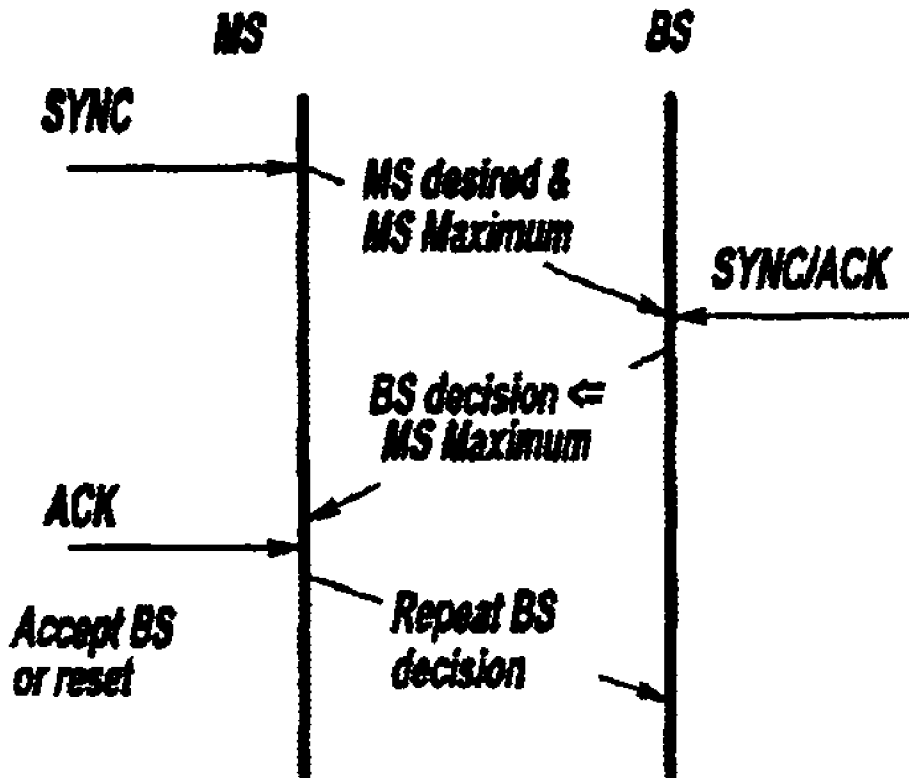 MS
BS
SYNC
MS desired &
MS Maximum
SYNC/ACK
BS decision <=
MS Maximum
ACK
Accept BS
or reset
Repeat BS
decision